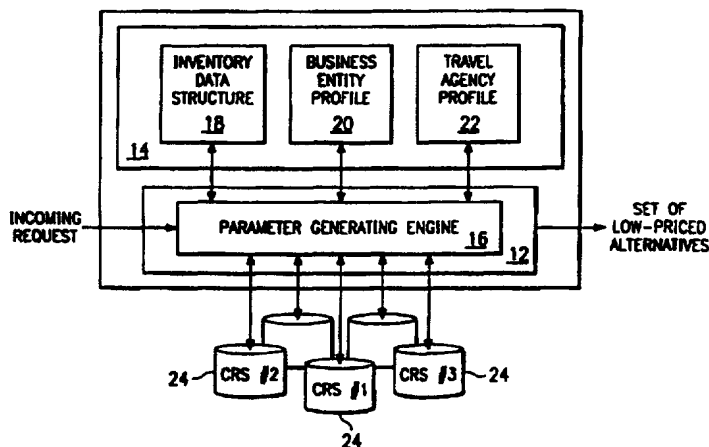 INVENTORY
DATA
STRUCTURE
18
BUSINESS
ENTITY
PROFILE
20
TRAVEL
AGENCY
PROFILE
22
14
INCOMING
REQUEST
PARAMETER GENERATING ENGINE
16
12
SET OF
LOW-PRICED
ALTERNATIVES
24
CRS #2
CRS #1
CRS #3
24
24